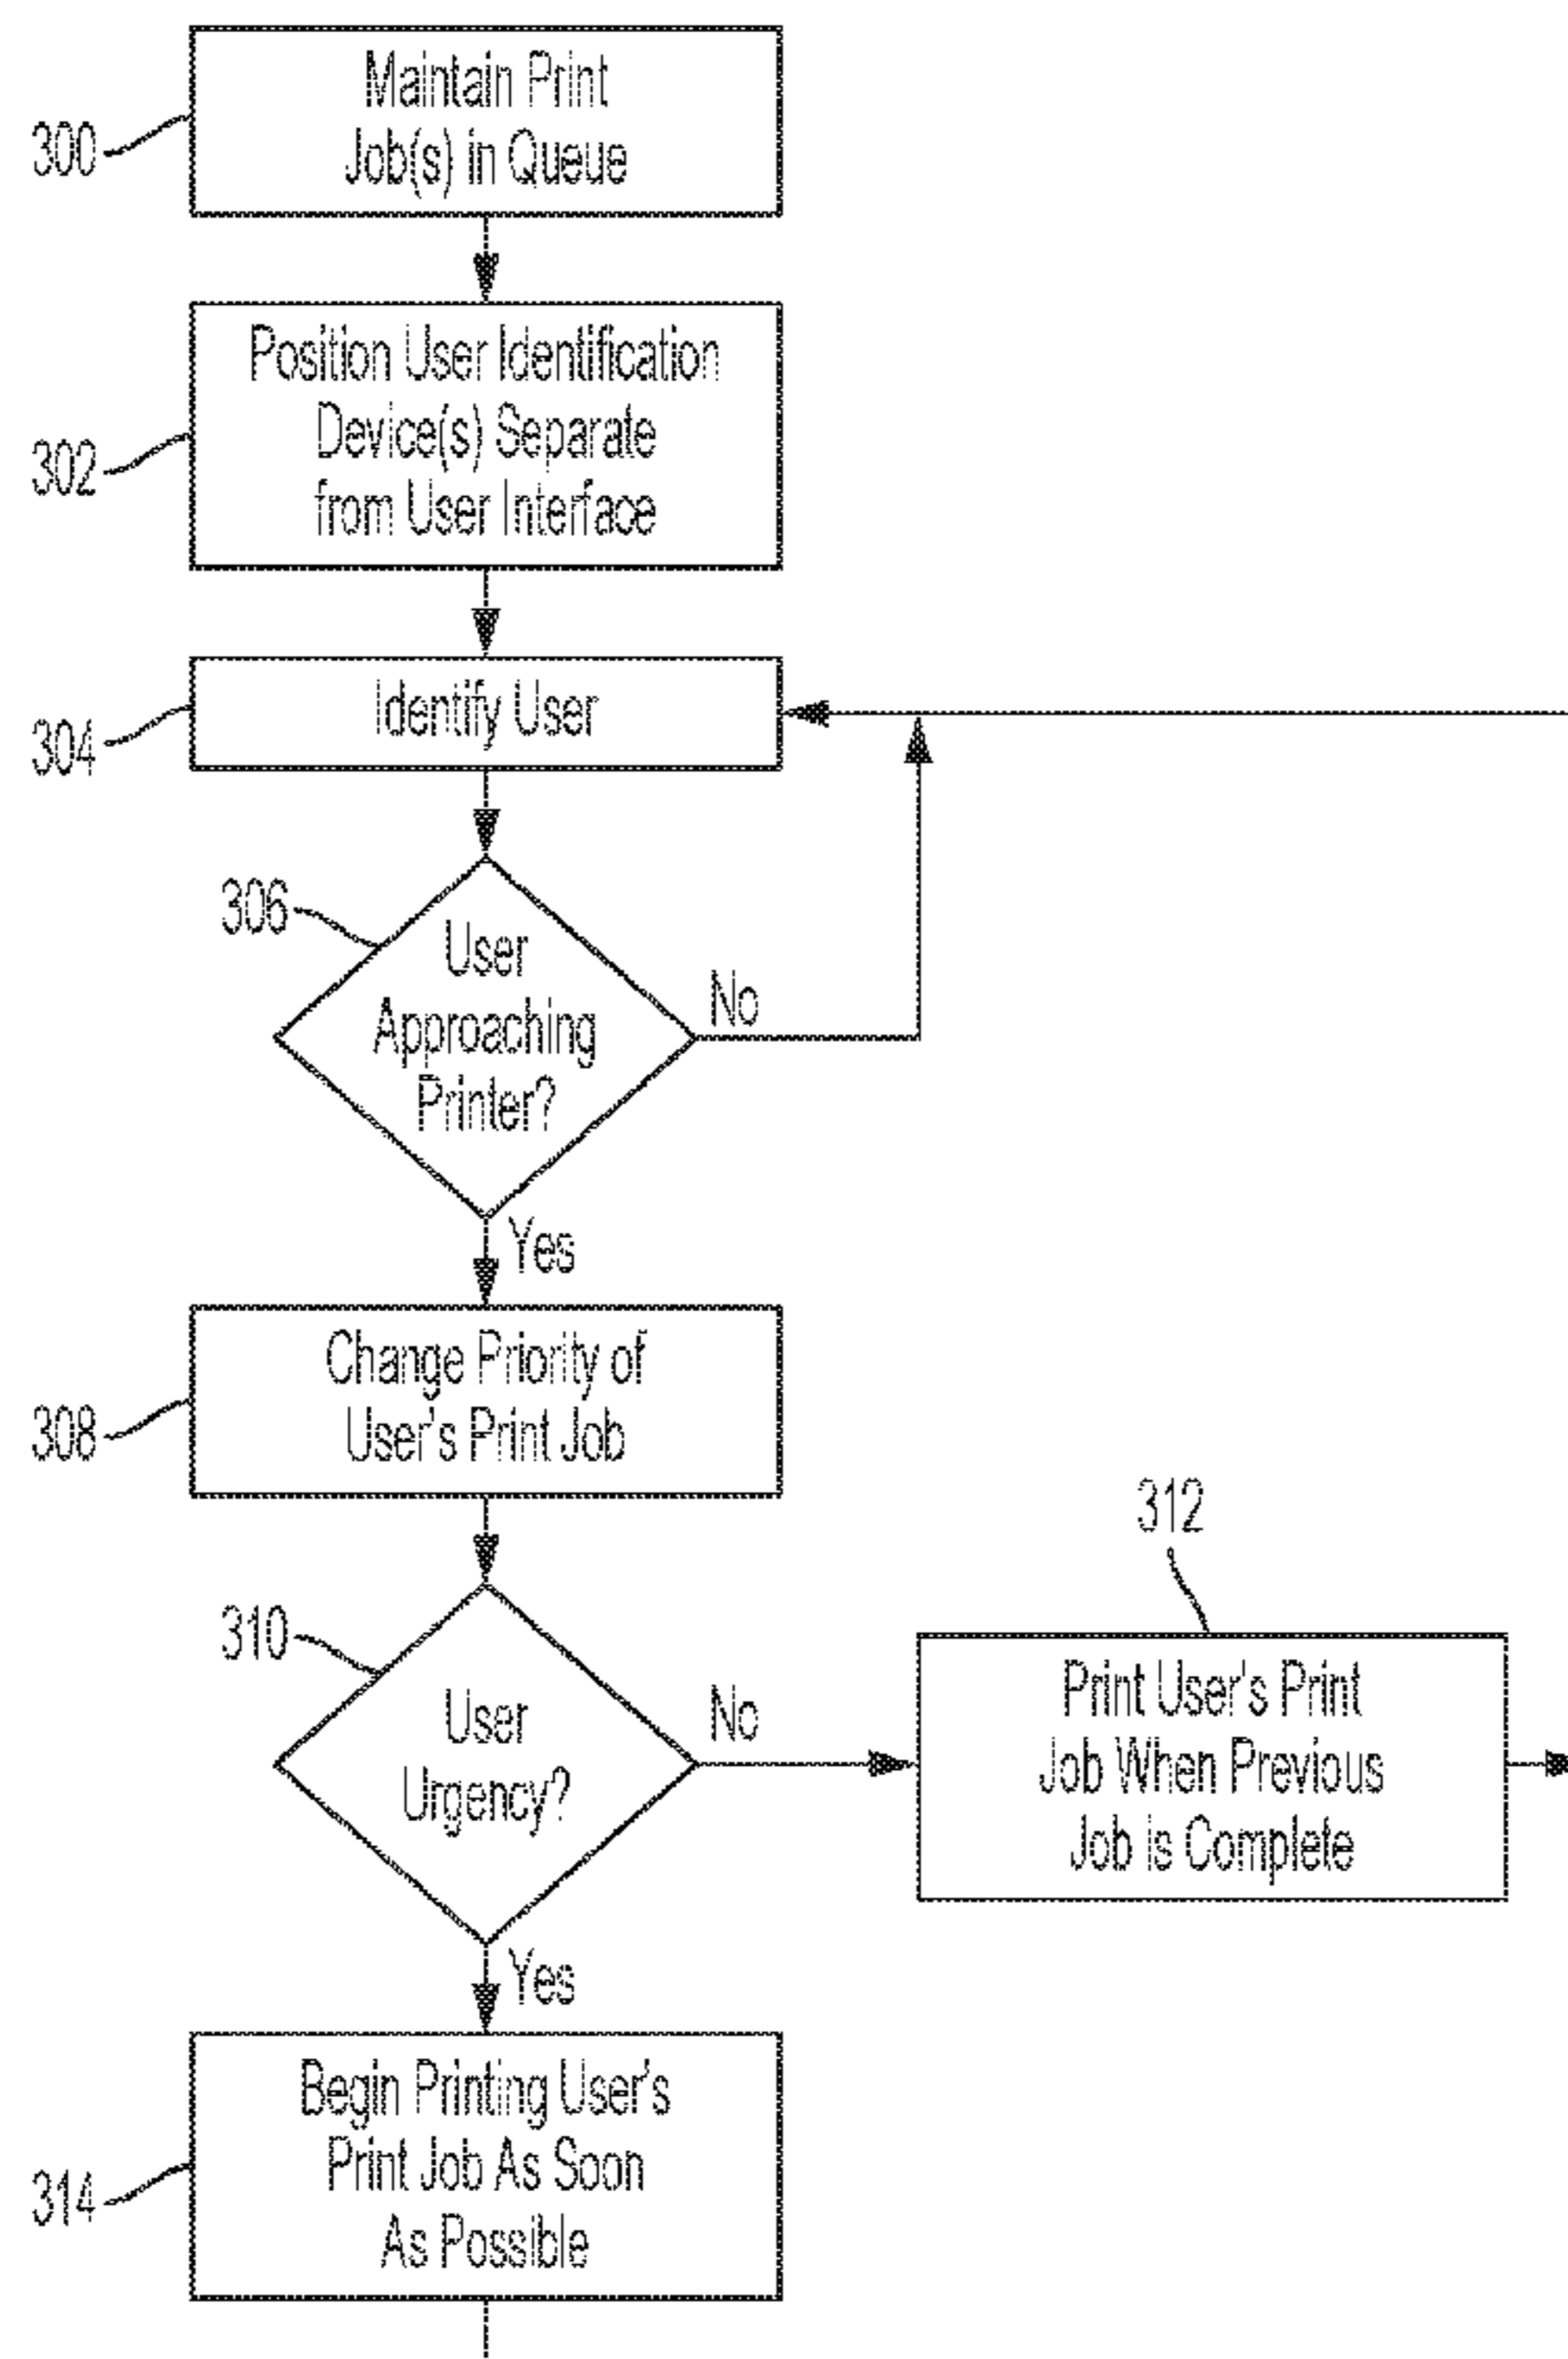 Maintain Print
Job(s) in Queue
300
Position User Identification
Device(s) Separate
from User Interface
302
Identify User
304
306
User
Approaching
Printer?
No
Yes
Change Priority of
User's Print Job
308
312
310
User
Urgency?
No
Print User's Print
Job When Previous
Job is Complete
Yes
Begin Printing User's
Print Job As Soon
As Possible
314